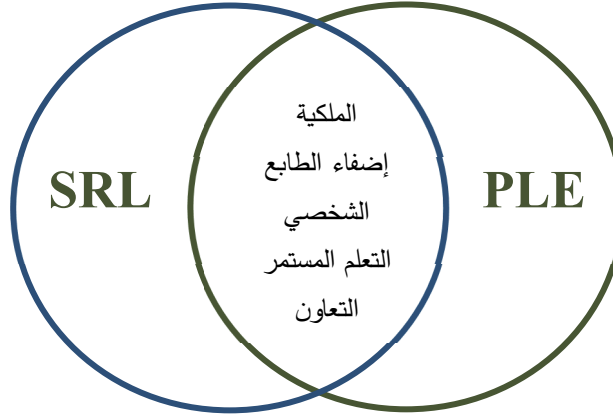 SRL
الملكية
إضفاء الطابع
الشخصي
التعلم المستمر
التعاون
PLE